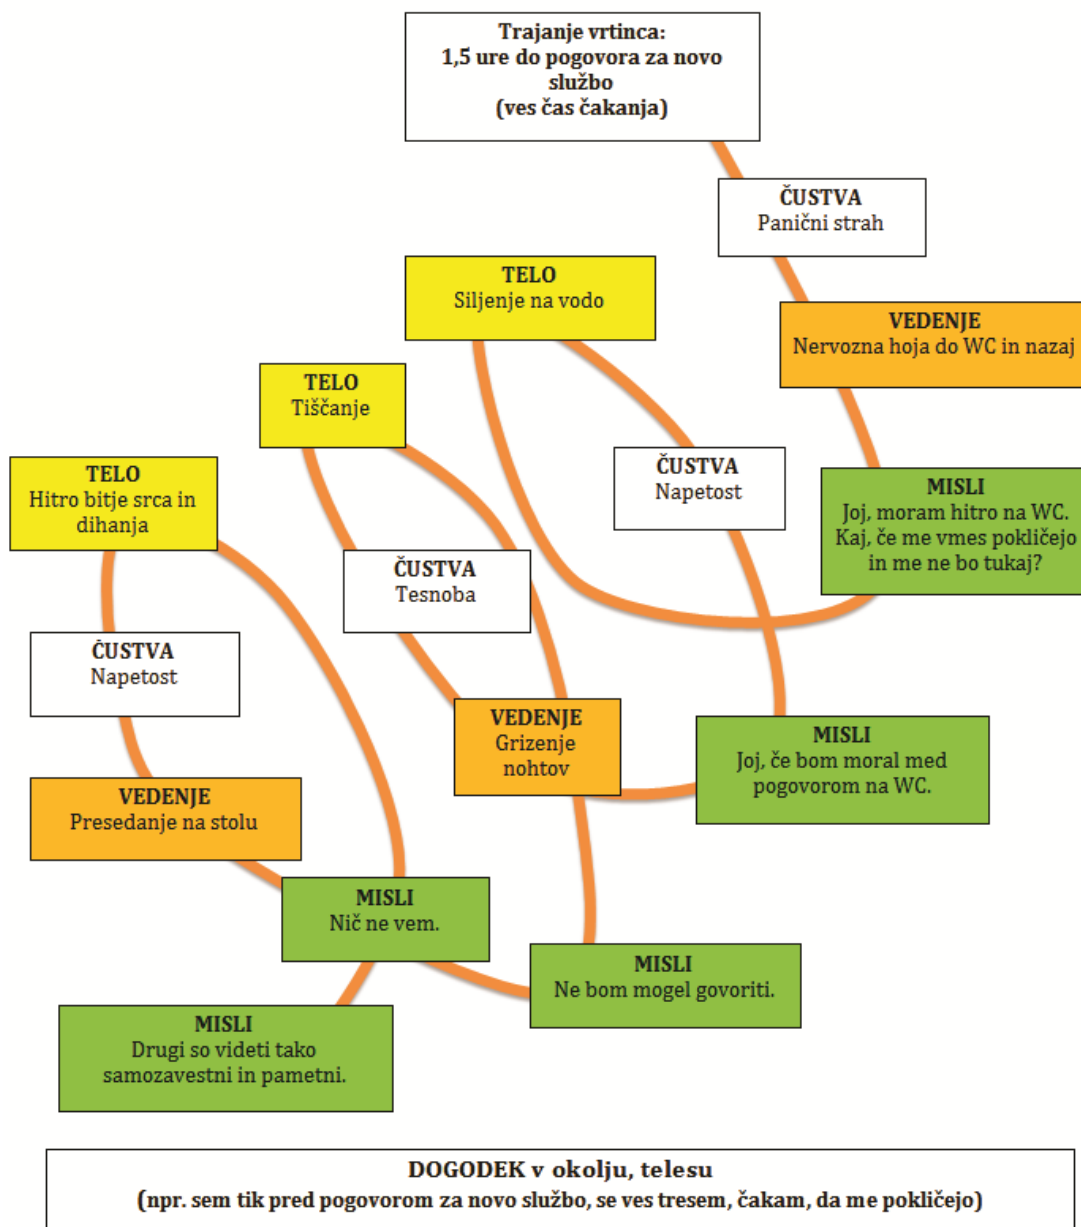 Trajanje vrtinca:
1,5 ure do pogovora za novo
službo
(ves čas čakanja)
ČUSTVA
Panični strah
TELO
Siljenje na vodo
VEDENJE
Nervozna hoja do WC in nazaj
TELO
Tiščanje
ČUSTVA
Napetost
TELO
Hitro bitje srca in
dihanja
MISLI
Joj, moram hitro na WC.
Kaj, če me vmes pokličejo
in me ne bo tukaj?
ČUSTVA
Tesnoba
ČUSTVA
Napetost
VEDENJE
Grizenje
nohtov
MISLI
Joj, če bom moral med
pogovorom na WC.
VEDENJE
Presedanje na stolu
MISLI
Nič ne vem.
MISLI
Ne bom mogel govoriti.
MISLI
Drugi so videti tako
samozavestni in pametni.
DOGODEK v okolju, telesu
(npr. sem tik pred pogovorom za novo službo, se ves tresem, čakam, da me pokličejo)